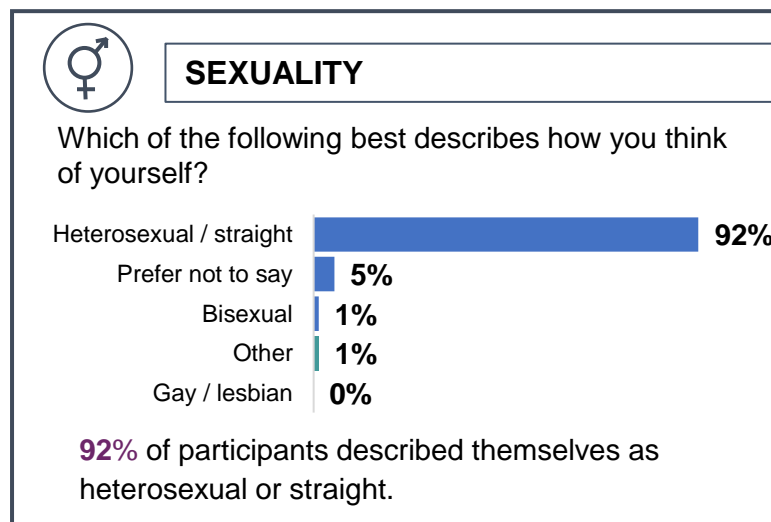 SEXUALITY
Which of the following best describes how you think
of yourself?
Heterosexual / straight 92%
Prefer not to say 5%
Bisexual 1%
Other 1%
Gay / lesbian 0%
92% of participants described themselves as
heterosexual or straight.